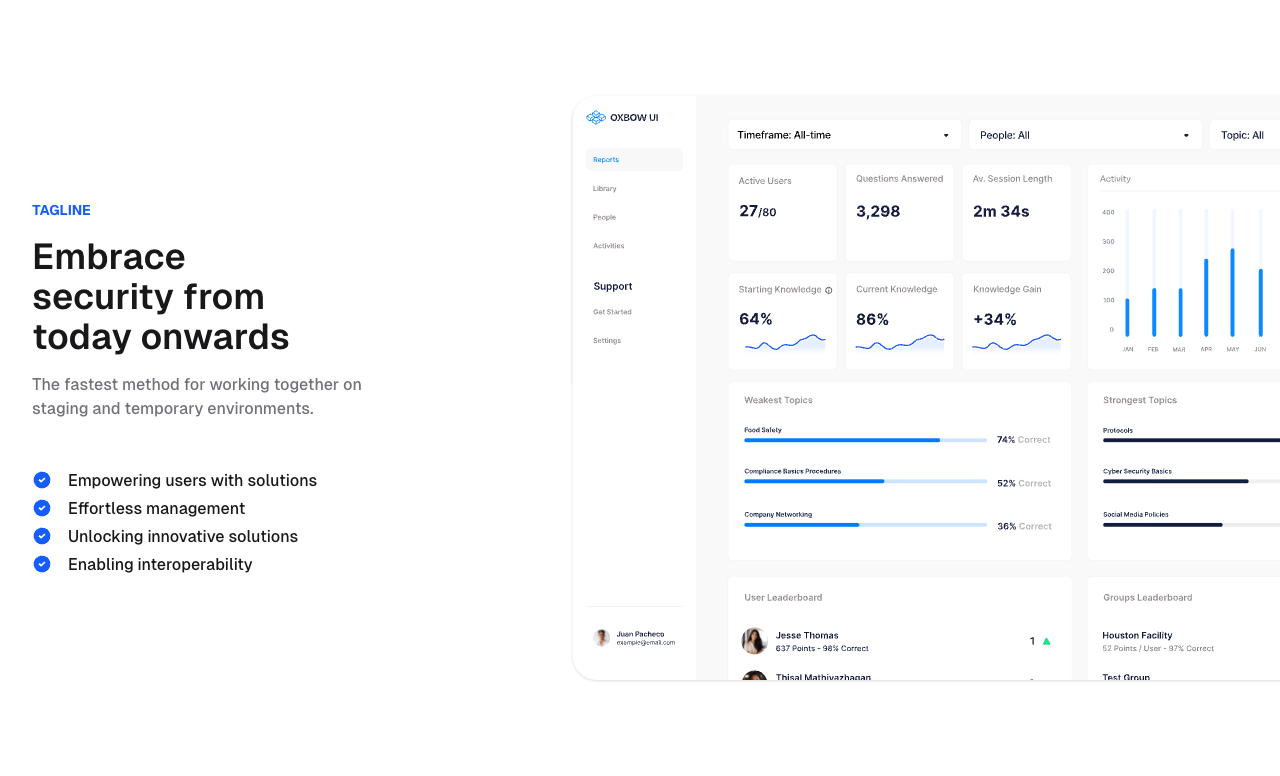 TAGLINE
Embrace
security from
today onwards
The fastest method for working together on
staging and temporary environments.
Empowering users with solutions
Effortless management
Unlocking innovative solutions
Enabling interoperability
OXBOW UI
Reports
Library
People
Activities
Support
Get Started
Settings
Juan Pacheco
example@email.com
Timeframe: All-time
People: All
Topic: All
Active Users
27/80
Questions Answered
3,298
Av. Session Length
2m 34s
Starting Knowledge
64%
Current Knowledge
86%
Knowledge Gain
+34%
Activity
400
300
200
100
0
JAN FEB MAR APR MAY JUN
Weakest Topics
Food Safety
74% Correct
Compliance Basics Procedures
52% Correct
Company Networking
36% Correct
Strongest Topics
Protocols
Cyber Security Basics
Social Media Policies
User Leaderboard
Jesse Thomas
637 Points - 98% Correct
1
Thisal Mathiyazhagan
Groups Leaderboard
Houston Facility
52 Points / User - 97% Correct
Test Group